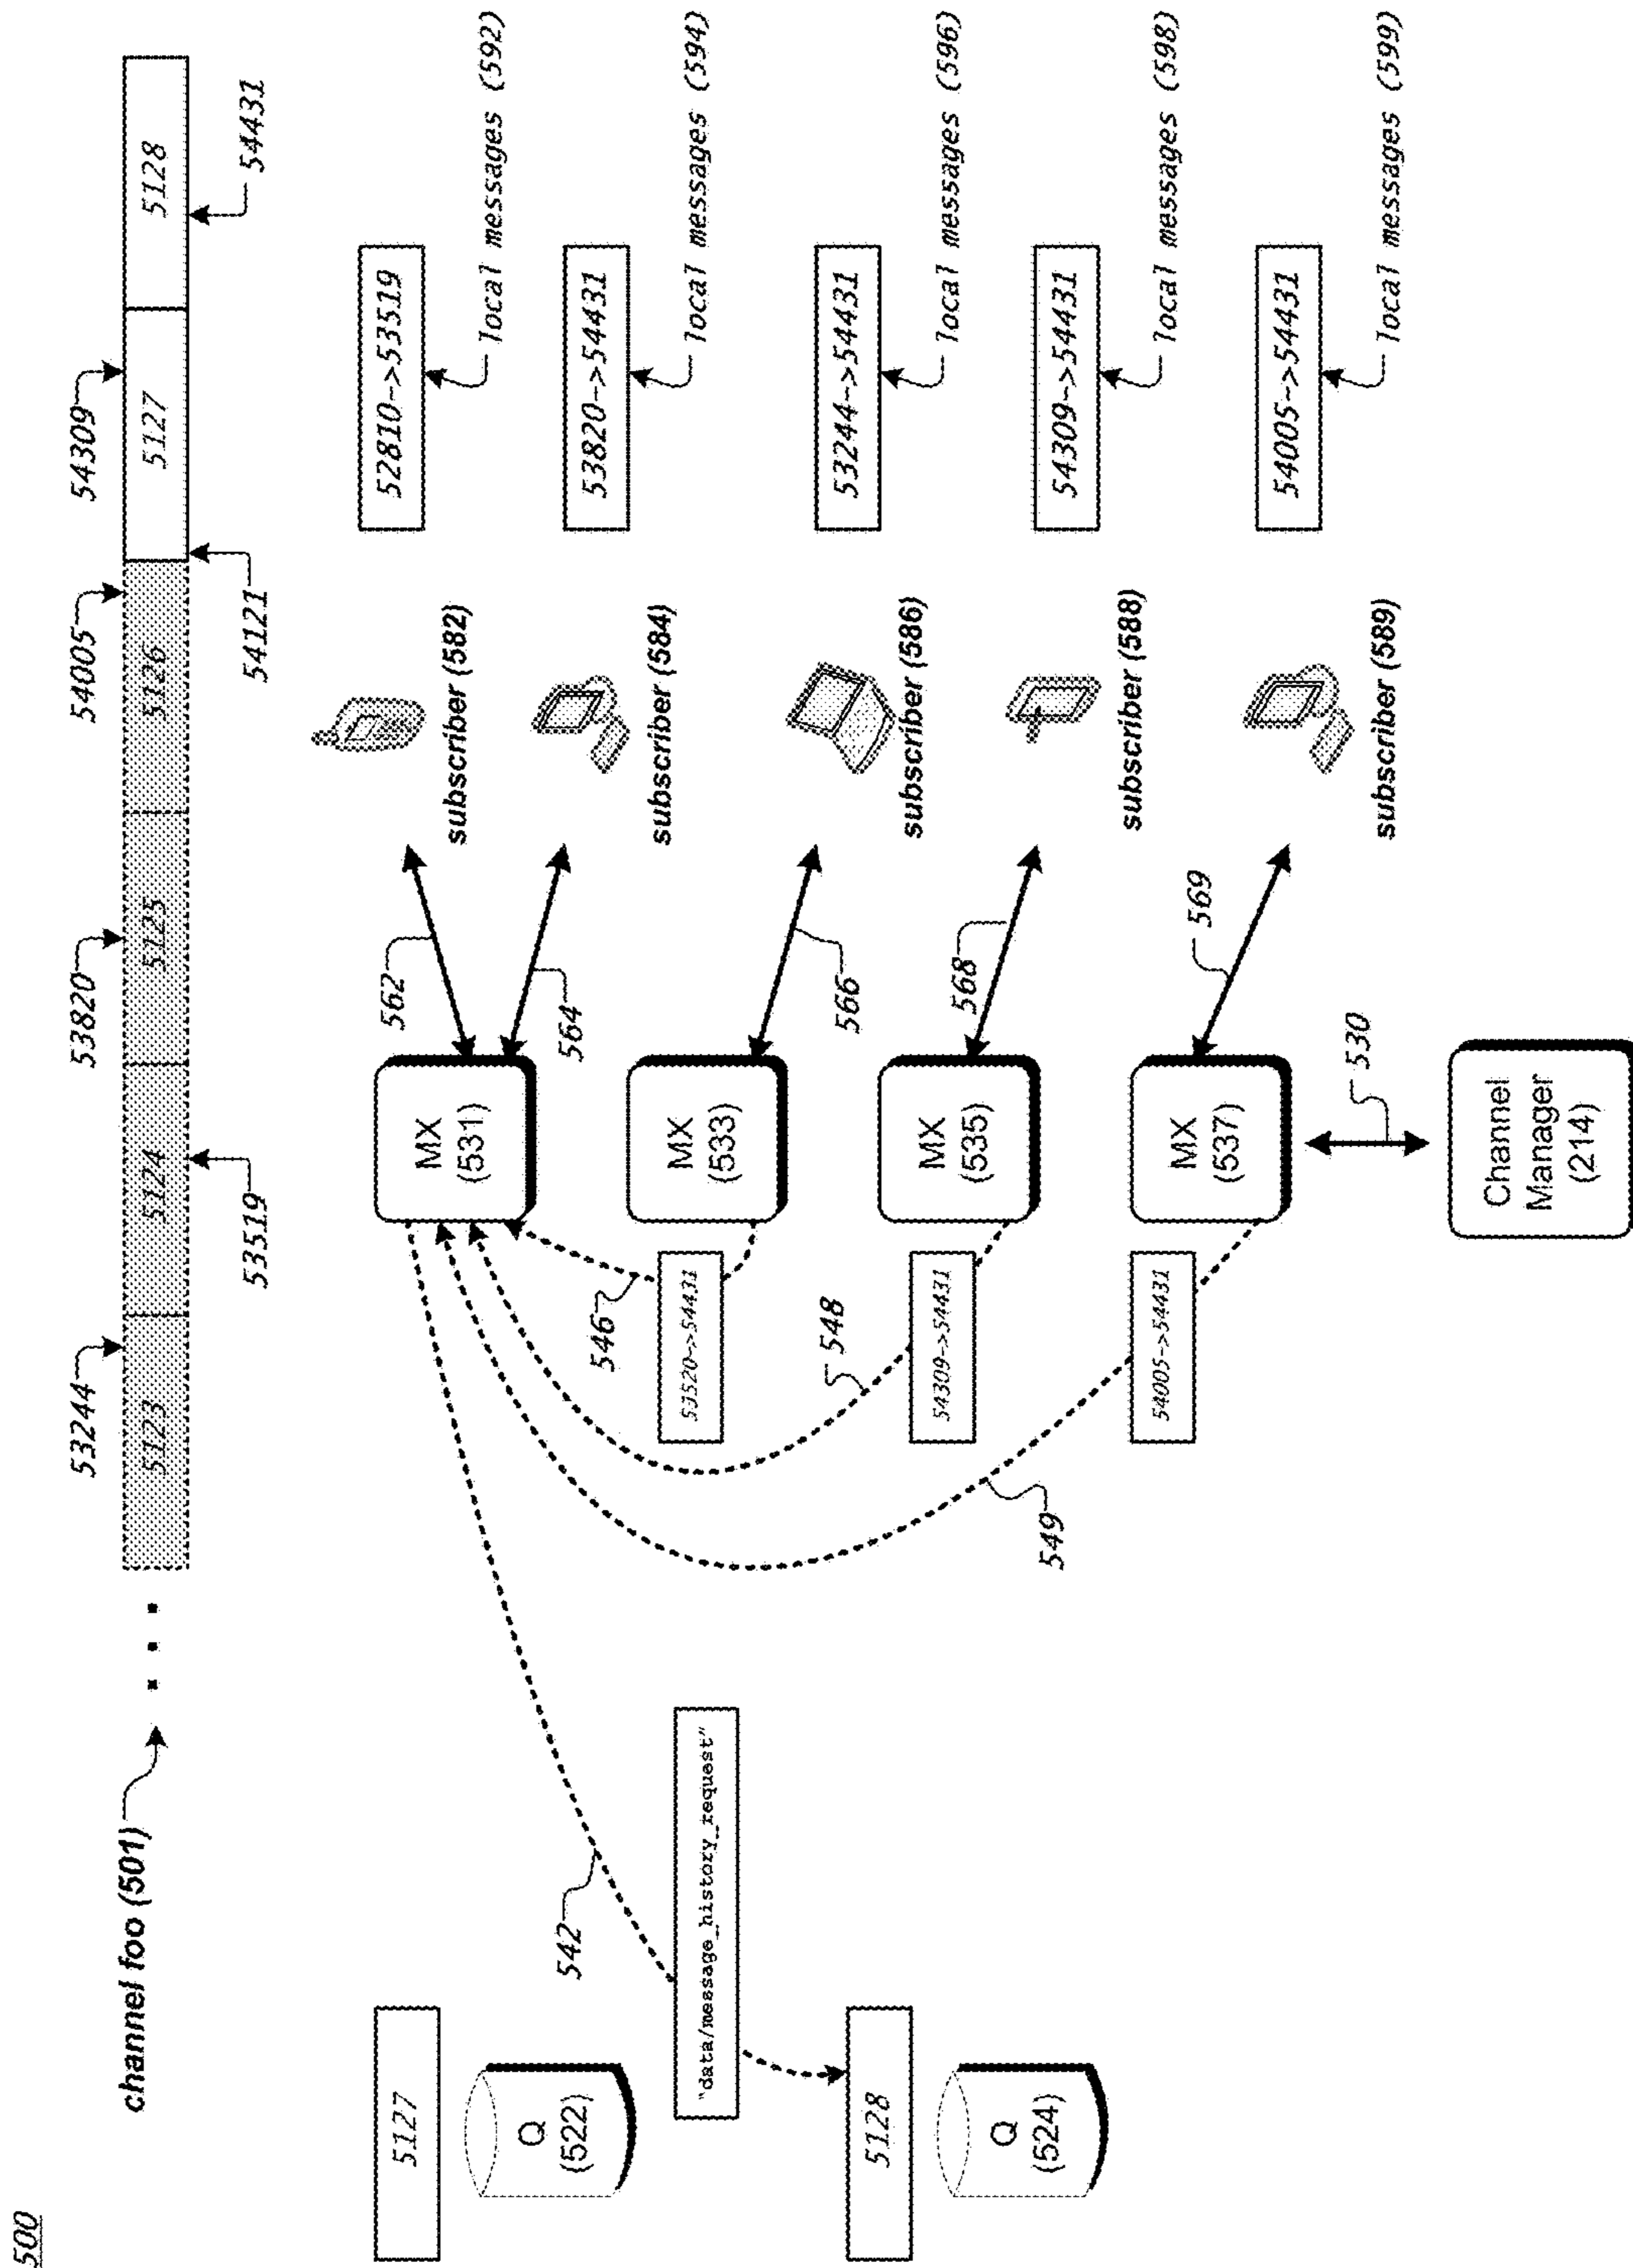 500
channel foo (501)
53244
53820
54005
54309
5123
5124
5125
5126
5127
5128
53519
54121
54431
5127
Q
(522)
"data/message_history_request"
5128
Q
(524)
542
546
548
549
53520->54431
54309->54431
54005->54431
MX
(531)
MX
(533)
MX
(535)
MX
(537)
530
Channel
Manager
(214)
562
564
566
568
569
subscriber (582)
subscriber (584)
subscriber (586)
subscriber (588)
subscriber (589)
52810->53519
local messages (592)
53820->54431
local messages (594)
53244->54431
local messages (596)
54309->54431
local messages (598)
54005->54431
local messages (599)